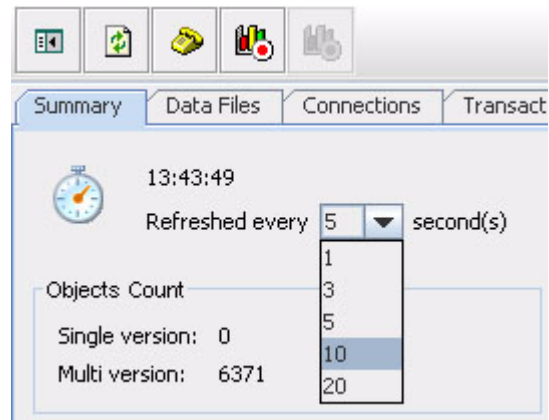 Summary
Data Files
Connections
Transact
13:43:49
Refreshed every 5 second(s)
1
3
5
10
20
Objects Count
Single version: 0
Multi version: 6371